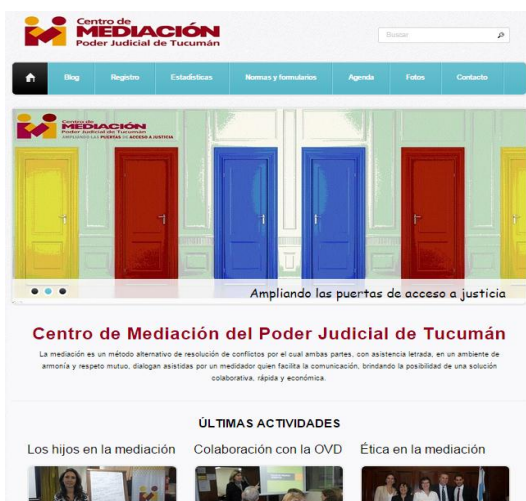 Centro de
MEDIACIÓN
Poder Judicial de Tucumán
Buscar
Blog Registro Estadísticas Normas y formularios Agenda Fotos Contacto
Centro de
MEDIACIÓN
Poder Judicial de Tucumán
AMPLIANDO LAS PUERTAS DE ACCESO A JUSTICIA
Ampliando las puertas de acceso a justicia
Centro de Mediación del Poder Judicial de Tucumán
La mediación es un método alternativo de resolución de conflictos por el cual ambas partes, con asistencia letrada, en un ambiente de
armonía y respeto mutuo, dialogan asistidas por un medidador quien facilita la comunicación, brindando la posibilidad de una solución
colaborativa, rápida y económica.
ÚLTIMAS ACTIVIDADES
Los hijos en la mediación Colaboración con la OVD Ética en la mediación